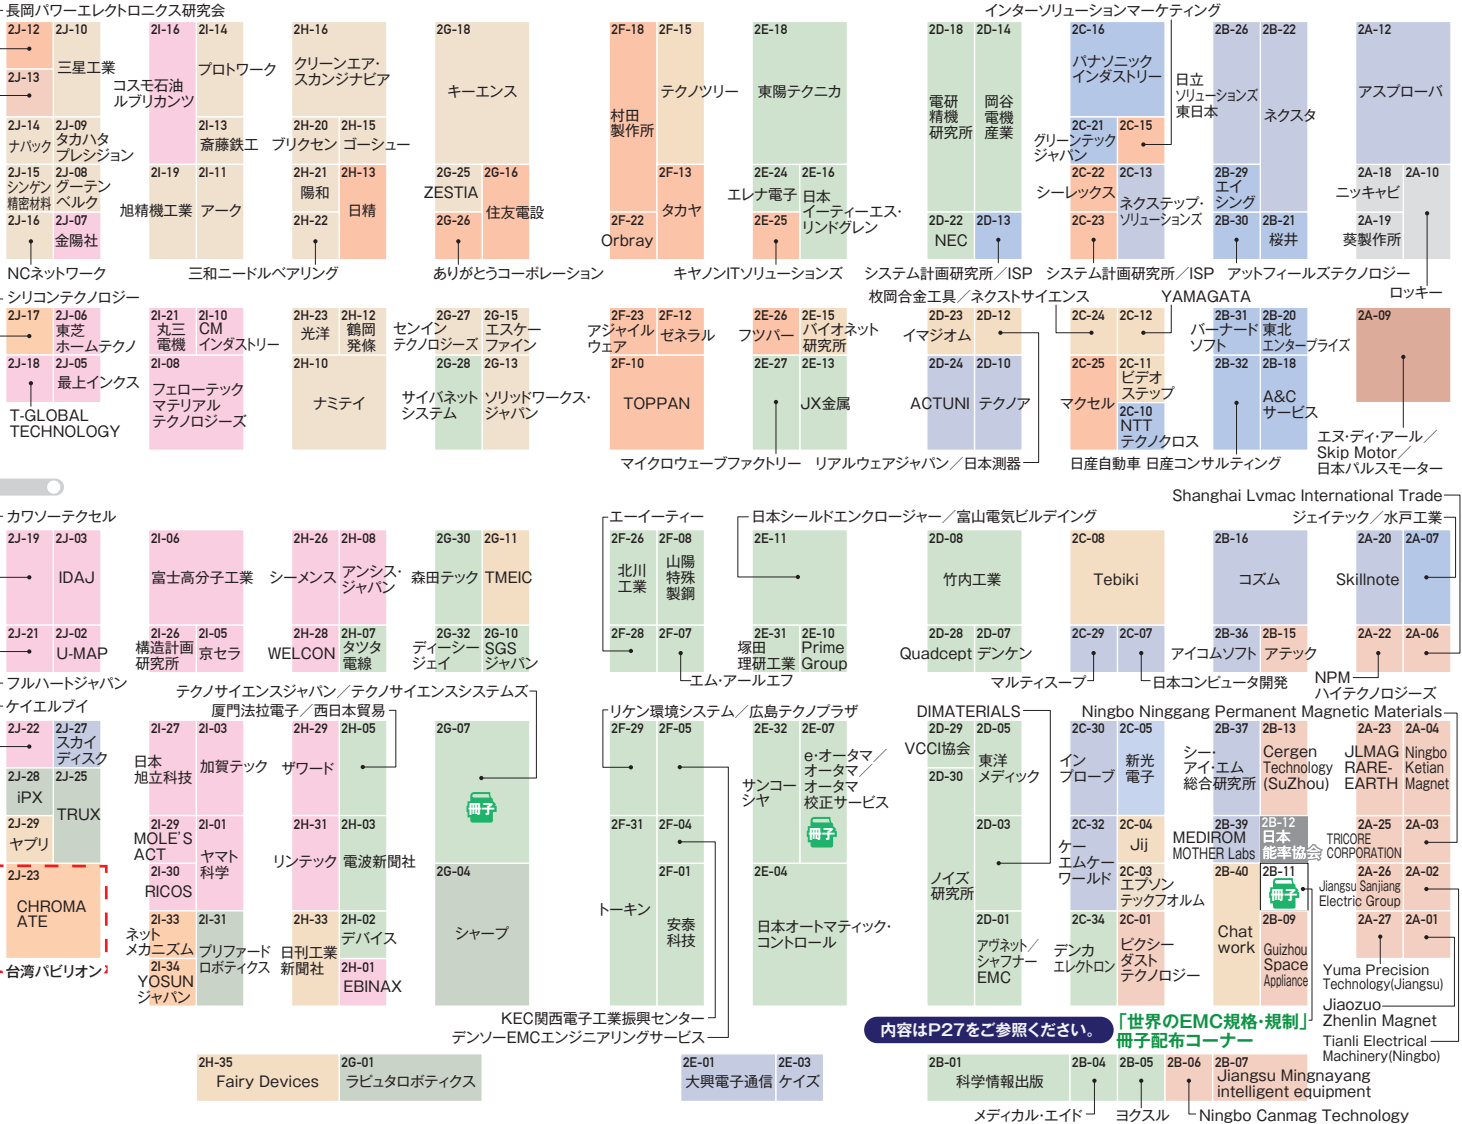 長岡パワーエレクトロニクス研究会
インターソリューションマーケティング
2J-12
2J-10
三星工業
2J-13
2J-14
ナパック
2J-09
タカハタ
プレシジョン
2J-15
シンゲン
精密材料
2J-08
グーテン
ベルク
2J-16
2J-07
金陽社
NCネットワーク
2I-16
コスモ石油
ルブリカンツ
2I-14
プロトワーク
2I-13
斎藤鉄工
2I-19
旭精機工業
2I-11
アーク
2H-16
クリーンエア・
スカンジナビア
2H-20
ブリクセン
2H-15
ゴーシュー
2H-21
陽和
2H-13
日精
2H-22
三和ニードルベアリング
2G-18
キーエンス
2G-25
ZESTIA
2G-16
住友電設
2G-26
ありがとうコーポレーション
2F-18
村田
製作所
2F-15
テクノツリー
2F-13
タカヤ
2F-22
Orbray
2E-18
東陽テクニカ
2E-24
エレナ電子
2E-16
日本
イーティーエス・
リンドグレン
2E-25
キヤノンITソリューションズ
2D-18
電研
精機
研究所
2D-14
岡谷
電機
産業
2D-22
NEC
2D-13
システム計画研究所／ISP
2C-16
パナソニック
インダストリー
2C-21
グリーンテック
ジャパン
2C-15
2C-22
シーレックス
2C-13
ネクステップ・
ソリューションズ
2C-23
システム計画研究所／ISP
2B-26
日立
ソリューションズ
東日本
2B-22
ネクスタ
2B-29
エイ
シング
2B-30
2B-21
桜井
アットフィールズテクノロジー
2A-12
アスプローバ
2A-18
ニッキャビ
2A-10
2A-19
葵製作所
ロッキー
シリコンテクノロジー
2J-17
2J-06
東芝
ホームテクノ
2J-18
2J-05
最上インクス
T-GLOBAL
TECHNOLOGY
2I-21
丸三
電機
2I-10
CM
インダストリー
2I-08
フェローテック
マテリアル
テクノロジーズ
2H-23
光洋
2H-12
鶴岡
発條
2H-10
ナミテイ
2G-27
センイン
テクノロジーズ
2G-15
エスケー
ファイン
2G-28
サイバネット
システム
2G-13
ソリッドワークス・
ジャパン
2F-23
アジャイル
ウェア
2F-12
ゼネラル
2F-10
TOPPAN
2E-26
フツパー
2E-15
バイオネット
研究所
2E-27
2E-13
JX金属
マイクロウェーブファクトリー
枚岡合金工具／ネクストサイエンス
2D-23
イマジオム
2D-12
2D-24
ACTUNI
2D-10
テクノア
リアルウェアジャパン／日本測器
YAMAGATA
2C-24
2C-12
2C-25
マクセル
2C-11
ビデオ
ステップ
2C-10
NTT
テクノクロス
日産自動車 日産コンサルティング
2B-31
バーナード
ソフト
2B-20
東北
エンタープライズ
2B-32
2B-18
A&C
サービス
2A-09
エヌ・ディ・アール／
Skip Motor／
日本パルスモーター
Shanghai Lvmac International Trade
カワソーテクセル
エーイーティー
日本シールドエンクロージャー／富山電気ビルデイング
ジェイテック／水戸工業
2J-19
2J-03
IDAJ
2J-21
2J-02
U-MAP
フルハートジャパン
2I-06
富士高分子工業
2I-26
構造計画
研究所
2I-05
京セラ
2H-26
シーメンス
2H-08
アンシス・
ジャパン
2H-28
WELCON
2H-07
タツタ
電線
2G-30
森田テック
2G-11
TMEIC
2G-32
ディーシー
ジェイ
2G-10
SGS
ジャパン
2F-26
北川
工業
2F-08
山陽
特殊
製鋼
2F-28
2F-07
エム・アールエフ
2E-11
2E-31
塚田
理研工業
2E-10
Prime
Group
2D-08
竹内工業
2D-28
Quadcept
2D-07
デンケン
2C-08
Tebiki
2C-29
2C-07
マルティスープ
日本コンピュータ開発
2B-16
コズム
2B-36
アイコムソフト
2B-15
アテック
2A-20
Skillnote
2A-07
2A-22
2A-06
NPM
ハイテクノロジーズ
ケイエルブイ
テクノサイエンスジャパン／テクノサイエンスシステムズ
厦門法拉電子／西日本貿易
リケン環境システム／広島テクノプラザ
DIMATERIALS
Ningbo Ninggang Permanent Magnetic Materials
2J-22
2J-27
スカイ
ディスク
2J-28
iPX
2J-25
TRUX
2J-29
ヤプリ
2J-23
CHROMA
ATE
台湾パビリオン
2I-27
日本
旭立科技
2I-03
加賀テック
2I-29
MOLE'S
ACT
2I-01
ヤマト
科学
2I-30
RICOS
2I-33
ネット
メカニズム
2I-31
プリファード
ロボティクス
2I-34
YOSUN
ジャパン
2H-29
ザワード
2H-05
2H-31
リンテック
2H-03
電波新聞社
2H-33
日刊工業
新聞社
2H-02
デバイス
2H-01
EBINAX
2G-07
冊子
2G-04
シャープ
2F-29
2F-05
2F-31
トーキン
2F-04
2F-01
安泰
科技
KEC関西電子工業振興センター
デンソーEMCエンジニアリングサービス
2E-32
サンコー
シヤ
2E-07
e・オータマ／
オータマ／
オータマ
校正サービス
冊子
2E-04
日本オートマティック・
コントロール
2D-29
VCCI協会
2D-05
東洋
メディック
2D-30
ノイズ
研究所
2D-03
2D-01
アヴネット／
シャフナー
EMC
2C-30
イン
プローブ
2C-05
新光
電子
2C-32
ケー
エムケー
ワールド
2C-04
Jij
2C-03
エプソン
テックフオルム
2C-34
デンカ
エレクトロン
2C-01
ピクシー
ダスト
テクノロジー
2B-37
シー・
アイ・エム
総合研究所
2B-13
Cergen
Technology
(SuZhou)
2B-39
MEDIROM
MOTHER Labs
2B-12
日本
能率協会
2B-40
Chat
work
2B-11
冊子
2B-09
Guizhou
Space
Appliance
2A-23
JLMAG
RARE-
EARTH
2A-04
Ningbo
Ketian
Magnet
2A-25
TRICORE
CORPORATION
2A-03
2A-26
Jiangsu Sanjiang
Electric Group
2A-02
2A-27
2A-01
Yuma Precision
Technology(Jiangsu)
Jiaozuo
Zhenlin Magnet
Tianli Electrical
Machinery(Ningbo)
内容はP27をご参照ください。
「世界のEMC規格・規制」
冊子配布コーナー
2H-35
Fairy Devices
2G-01
ラピュタロボティクス
2E-01
大興電子通信
2E-03
ケイズ
2B-01
科学情報出版
2B-04
2B-05
2B-06
2B-07
Jiangsu Mingnayang
intelligent equipment
メディカル・エイド
ヨクスル
Ningbo Canmag Technology